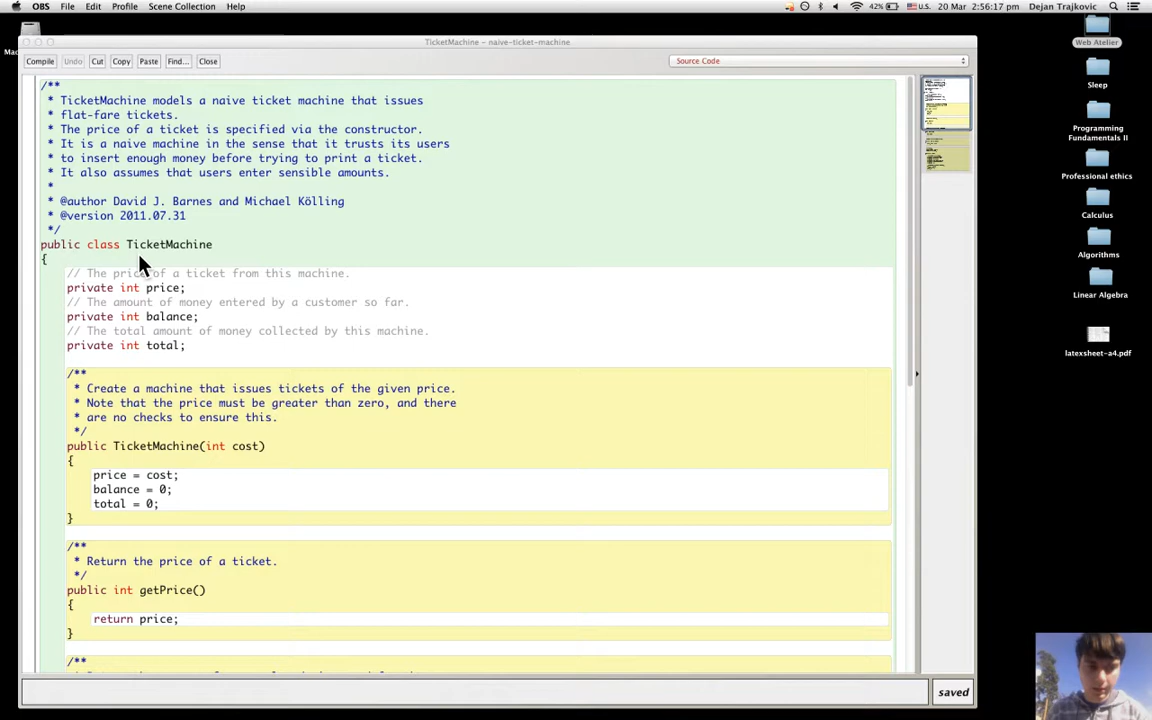 OBS File Edit View Profile Scene Collection Help 42% U.S. 20 Mar 2:56:17 pm Dejan Trajkovic
TicketMachine – naive-ticket-machine
Compile Undo Cut Copy Paste Find... Close Source Code
/**
* TicketMachine models a naive ticket machine that issues
* flat-fare tickets.
* The price of a ticket is specified via the constructor.
* It is a naive machine in the sense that it trusts its users
* to insert enough money before trying to print a ticket.
* It also assumes that users enter sensible amounts.
*
* @author David J. Barnes and Michael Kölling
* @version 2011.07.31
*/
public class TicketMachine
{
// The price of a ticket from this machine.
private int price;
// The amount of money entered by a customer so far.
private int balance;
// The total amount of money collected by this machine.
private int total;
/**
* Create a machine that issues tickets of the given price.
* Note that the price must be greater than zero, and there
* are no checks to ensure this.
*/
public TicketMachine(int cost)
{
price = cost;
balance = 0;
total = 0;
}
/**
* Return the price of a ticket.
*/
public int getPrice()
{
return price;
}
/**
saved
Web Atelier
Sleep
Programming
Fundamentals II
Professional ethics
Calculus
Algorithms
Linear Algebra
latexsheet-a4.pdf